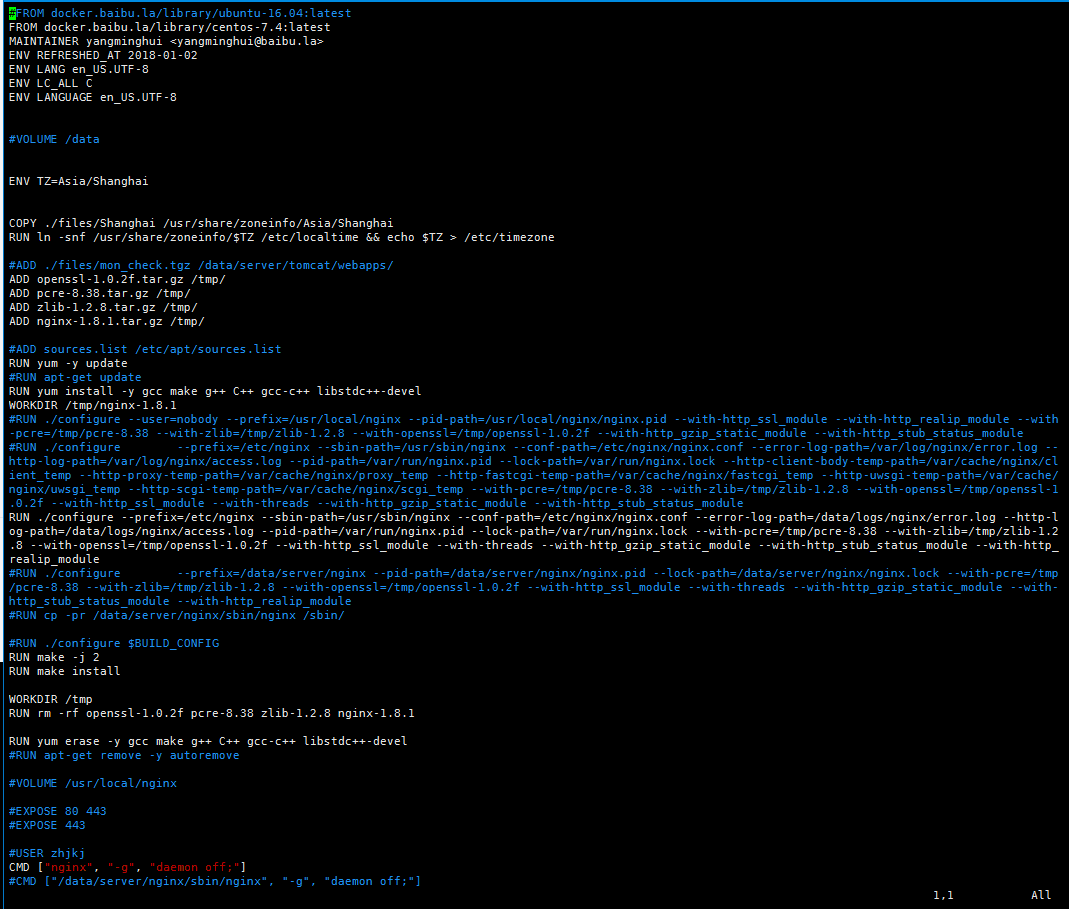 #FROM docker.baibu.la/library/ubuntu-16.04:latest
FROM docker.baibu.la/library/centos-7.4:latest
MAINTAINER yangminghui <yangminghui@baibu.la>
ENV REFRESHED_AT 2018-01-02
ENV LANG en_US.UTF-8
ENV LC_ALL C
ENV LANGUAGE en_US.UTF-8
#VOLUME /data
ENV TZ=Asia/Shanghai
COPY ./files/Shanghai /usr/share/zoneinfo/Asia/Shanghai
RUN ln -snf /usr/share/zoneinfo/$TZ /etc/localtime && echo $TZ > /etc/timezone
#ADD ./files/mon_check.tgz /data/server/tomcat/webapps/
ADD openssl-1.0.2f.tar.gz /tmp/
ADD pcre-8.38.tar.gz /tmp/
ADD zlib-1.2.8.tar.gz /tmp/
ADD nginx-1.8.1.tar.gz /tmp/
#ADD sources.list /etc/apt/sources.list
RUN yum -y update
#RUN apt-get update
RUN yum install -y gcc make g++ C++ gcc-c++ libstdc++-devel
WORKDIR /tmp/nginx-1.8.1
#RUN ./configure --user=nobody --prefix=/usr/local/nginx --pid-path=/usr/local/nginx/nginx.pid --with-http_ssl_module --with-http_realip_module --with
-pcre=/tmp/pcre-8.38 --with-zlib=/tmp/zlib-1.2.8 --with-openssl=/tmp/openssl-1.0.2f --with-http_gzip_static_module --with-http_stub_status_module
#RUN ./configure        --prefix=/etc/nginx --sbin-path=/usr/sbin/nginx --conf-path=/etc/nginx/nginx.conf --error-log-path=/var/log/nginx/error.log --
http-log-path=/var/log/nginx/access.log --pid-path=/var/run/nginx.pid --lock-path=/var/run/nginx.lock --http-client-body-temp-path=/var/cache/nginx/cl
ient_temp --http-proxy-temp-path=/var/cache/nginx/proxy_temp --http-fastcgi-temp-path=/var/cache/nginx/fastcgi_temp --http-uwsgi-temp-path=/var/cache/
nginx/uwsgi_temp --http-scgi-temp-path=/var/cache/nginx/scgi_temp --with-pcre=/tmp/pcre-8.38 --with-zlib=/tmp/zlib-1.2.8 --with-openssl=/tmp/openssl-1
.0.2f --with-http_ssl_module --with-threads --with-http_gzip_static_module --with-http_stub_status_module
RUN ./configure --prefix=/etc/nginx --sbin-path=/usr/sbin/nginx --conf-path=/etc/nginx/nginx.conf --error-log-path=/data/logs/nginx/error.log --http-l
og-path=/data/logs/nginx/access.log --pid-path=/var/run/nginx.pid --lock-path=/var/run/nginx.lock --with-pcre=/tmp/pcre-8.38 --with-zlib=/tmp/zlib-1.2
.8 --with-openssl=/tmp/openssl-1.0.2f --with-http_ssl_module --with-threads --with-http_gzip_static_module --with-http_stub_status_module --with-http_
realip_module
#RUN ./configure        --prefix=/data/server/nginx --pid-path=/data/server/nginx/nginx.pid --lock-path=/data/server/nginx/nginx.lock --with-pcre=/tmp
/pcre-8.38 --with-zlib=/tmp/zlib-1.2.8 --with-openssl=/tmp/openssl-1.0.2f --with-http_ssl_module --with-threads --with-http_gzip_static_module --with-
http_stub_status_module --with-http_realip_module
#RUN cp -pr /data/server/nginx/sbin/nginx /sbin/
#RUN ./configure $BUILD_CONFIG
RUN make -j 2
RUN make install
WORKDIR /tmp
RUN rm -rf openssl-1.0.2f pcre-8.38 zlib-1.2.8 nginx-1.8.1
RUN yum erase -y gcc make g++ C++ gcc-c++ libstdc++-devel
#RUN apt-get remove -y autoremove
#VOLUME /usr/local/nginx
#EXPOSE 80 443
#EXPOSE 443
#USER zhjkj
CMD ["nginx", "-g", "daemon off;"]
#CMD ["/data/server/nginx/sbin/nginx", "-g", "daemon off;"]
1,1 All